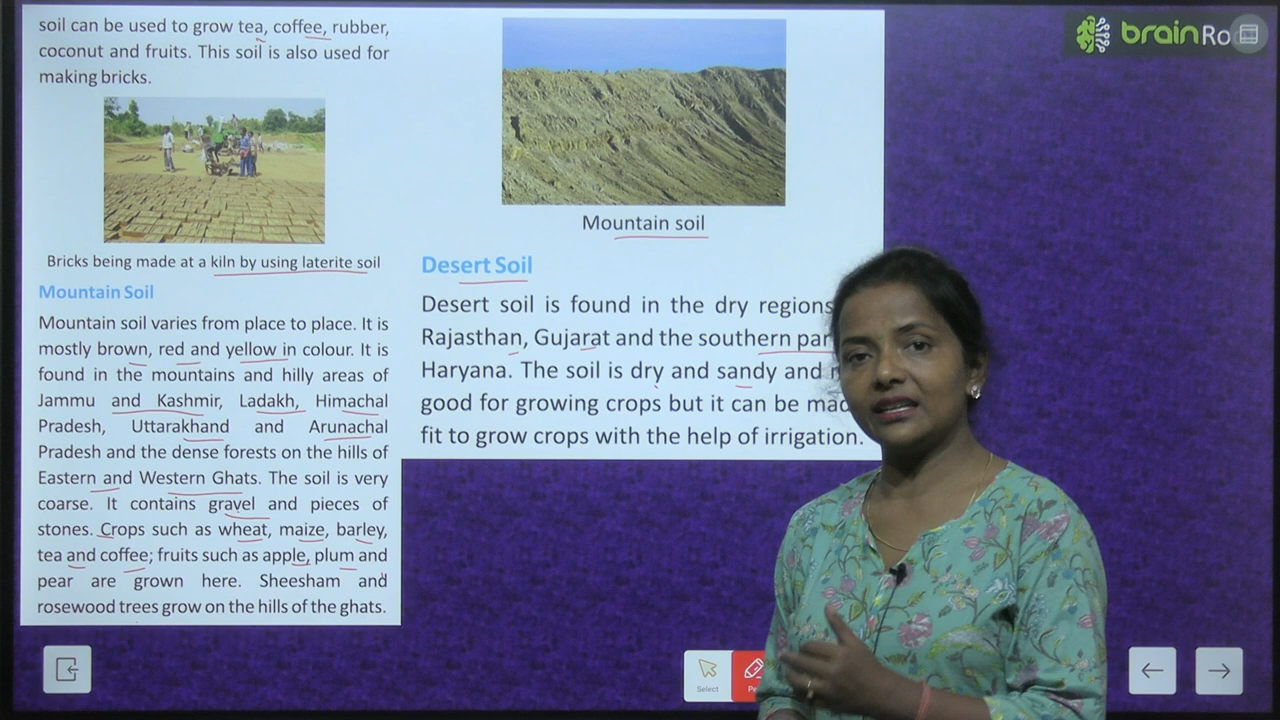 soil can be used to grow tea, coffee, rubber,
coconut and fruits. This soil is also used for
making bricks.
Bricks being made at a kiln by using laterite soil
Mountain Soil
Mountain soil varies from place to place. It is
mostly brown, red and yellow in colour. It is
found in the mountains and hilly areas of
Jammu and Kashmir, Ladakh, Himachal
Pradesh, Uttarakhand and Arunachal
Pradesh and the dense forests on the hills of
Eastern and Western Ghats. The soil is very
coarse. It contains gravel and pieces of
stones. Crops such as wheat, maize, barley,
tea and coffee; fruits such as apple, plum and
pear are grown here. Sheesham and
rosewood trees grow on the hills of the ghats.
Mountain soil
Desert Soil
Desert soil is found in the dry regions
Rajasthan, Gujarat and the southern
Haryana. The soil is dry and sandy and
good for growing crops but it can be
fit to grow crops with the help of irrigation.
brain
Select